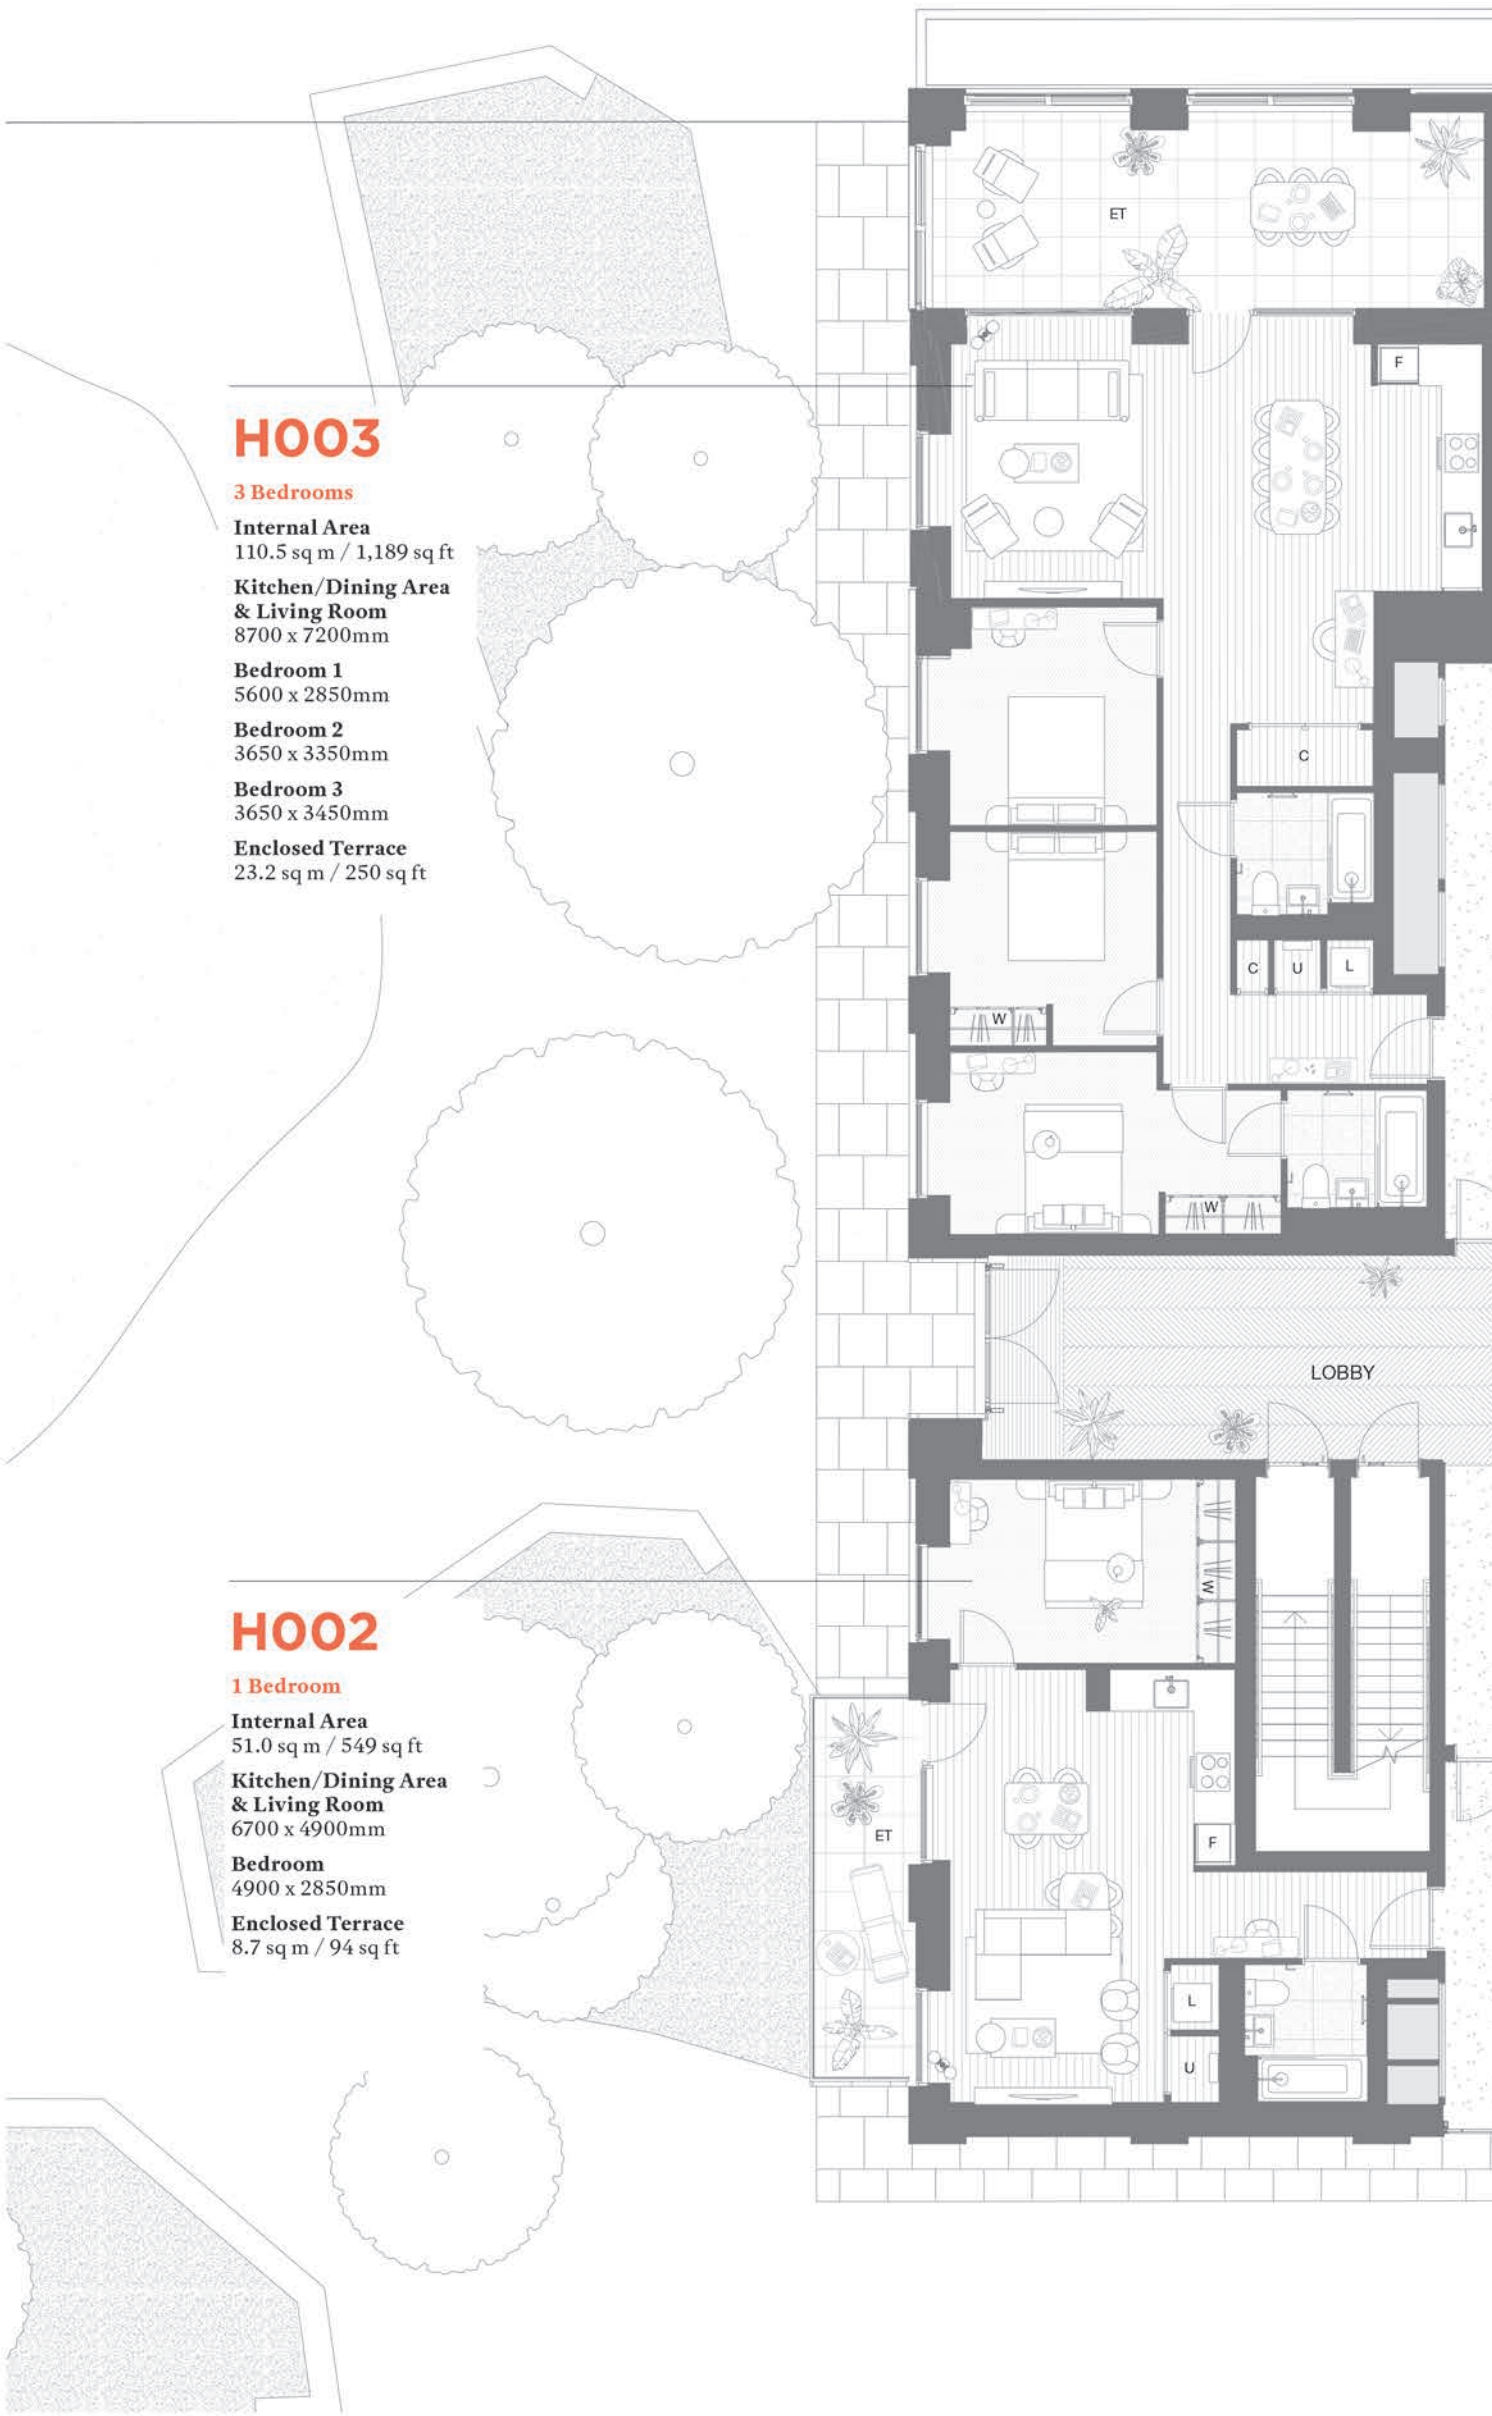 H003
3 Bedrooms
Internal Area
110.5 sq m / 1,189 sq ft
Kitchen/Dining Area
& Living Room
8700 x 7200mm
Bedroom 1
5600 x 2850mm
Bedroom 2
3650 x 3350mm
Bedroom 3
3650 x 3450mm
Enclosed Terrace
23.2 sq m / 250 sq ft
ET
F
C
C
U
L
W
W
LOBBY
H002
1 Bedroom
Internal Area
51.0 sq m / 549 sq ft
Kitchen/Dining Area
& Living Room
6700 x 4900mm
Bedroom
4900 x 2850mm
Enclosed Terrace
8.7 sq m / 94 sq ft
W
ET
F
L
U